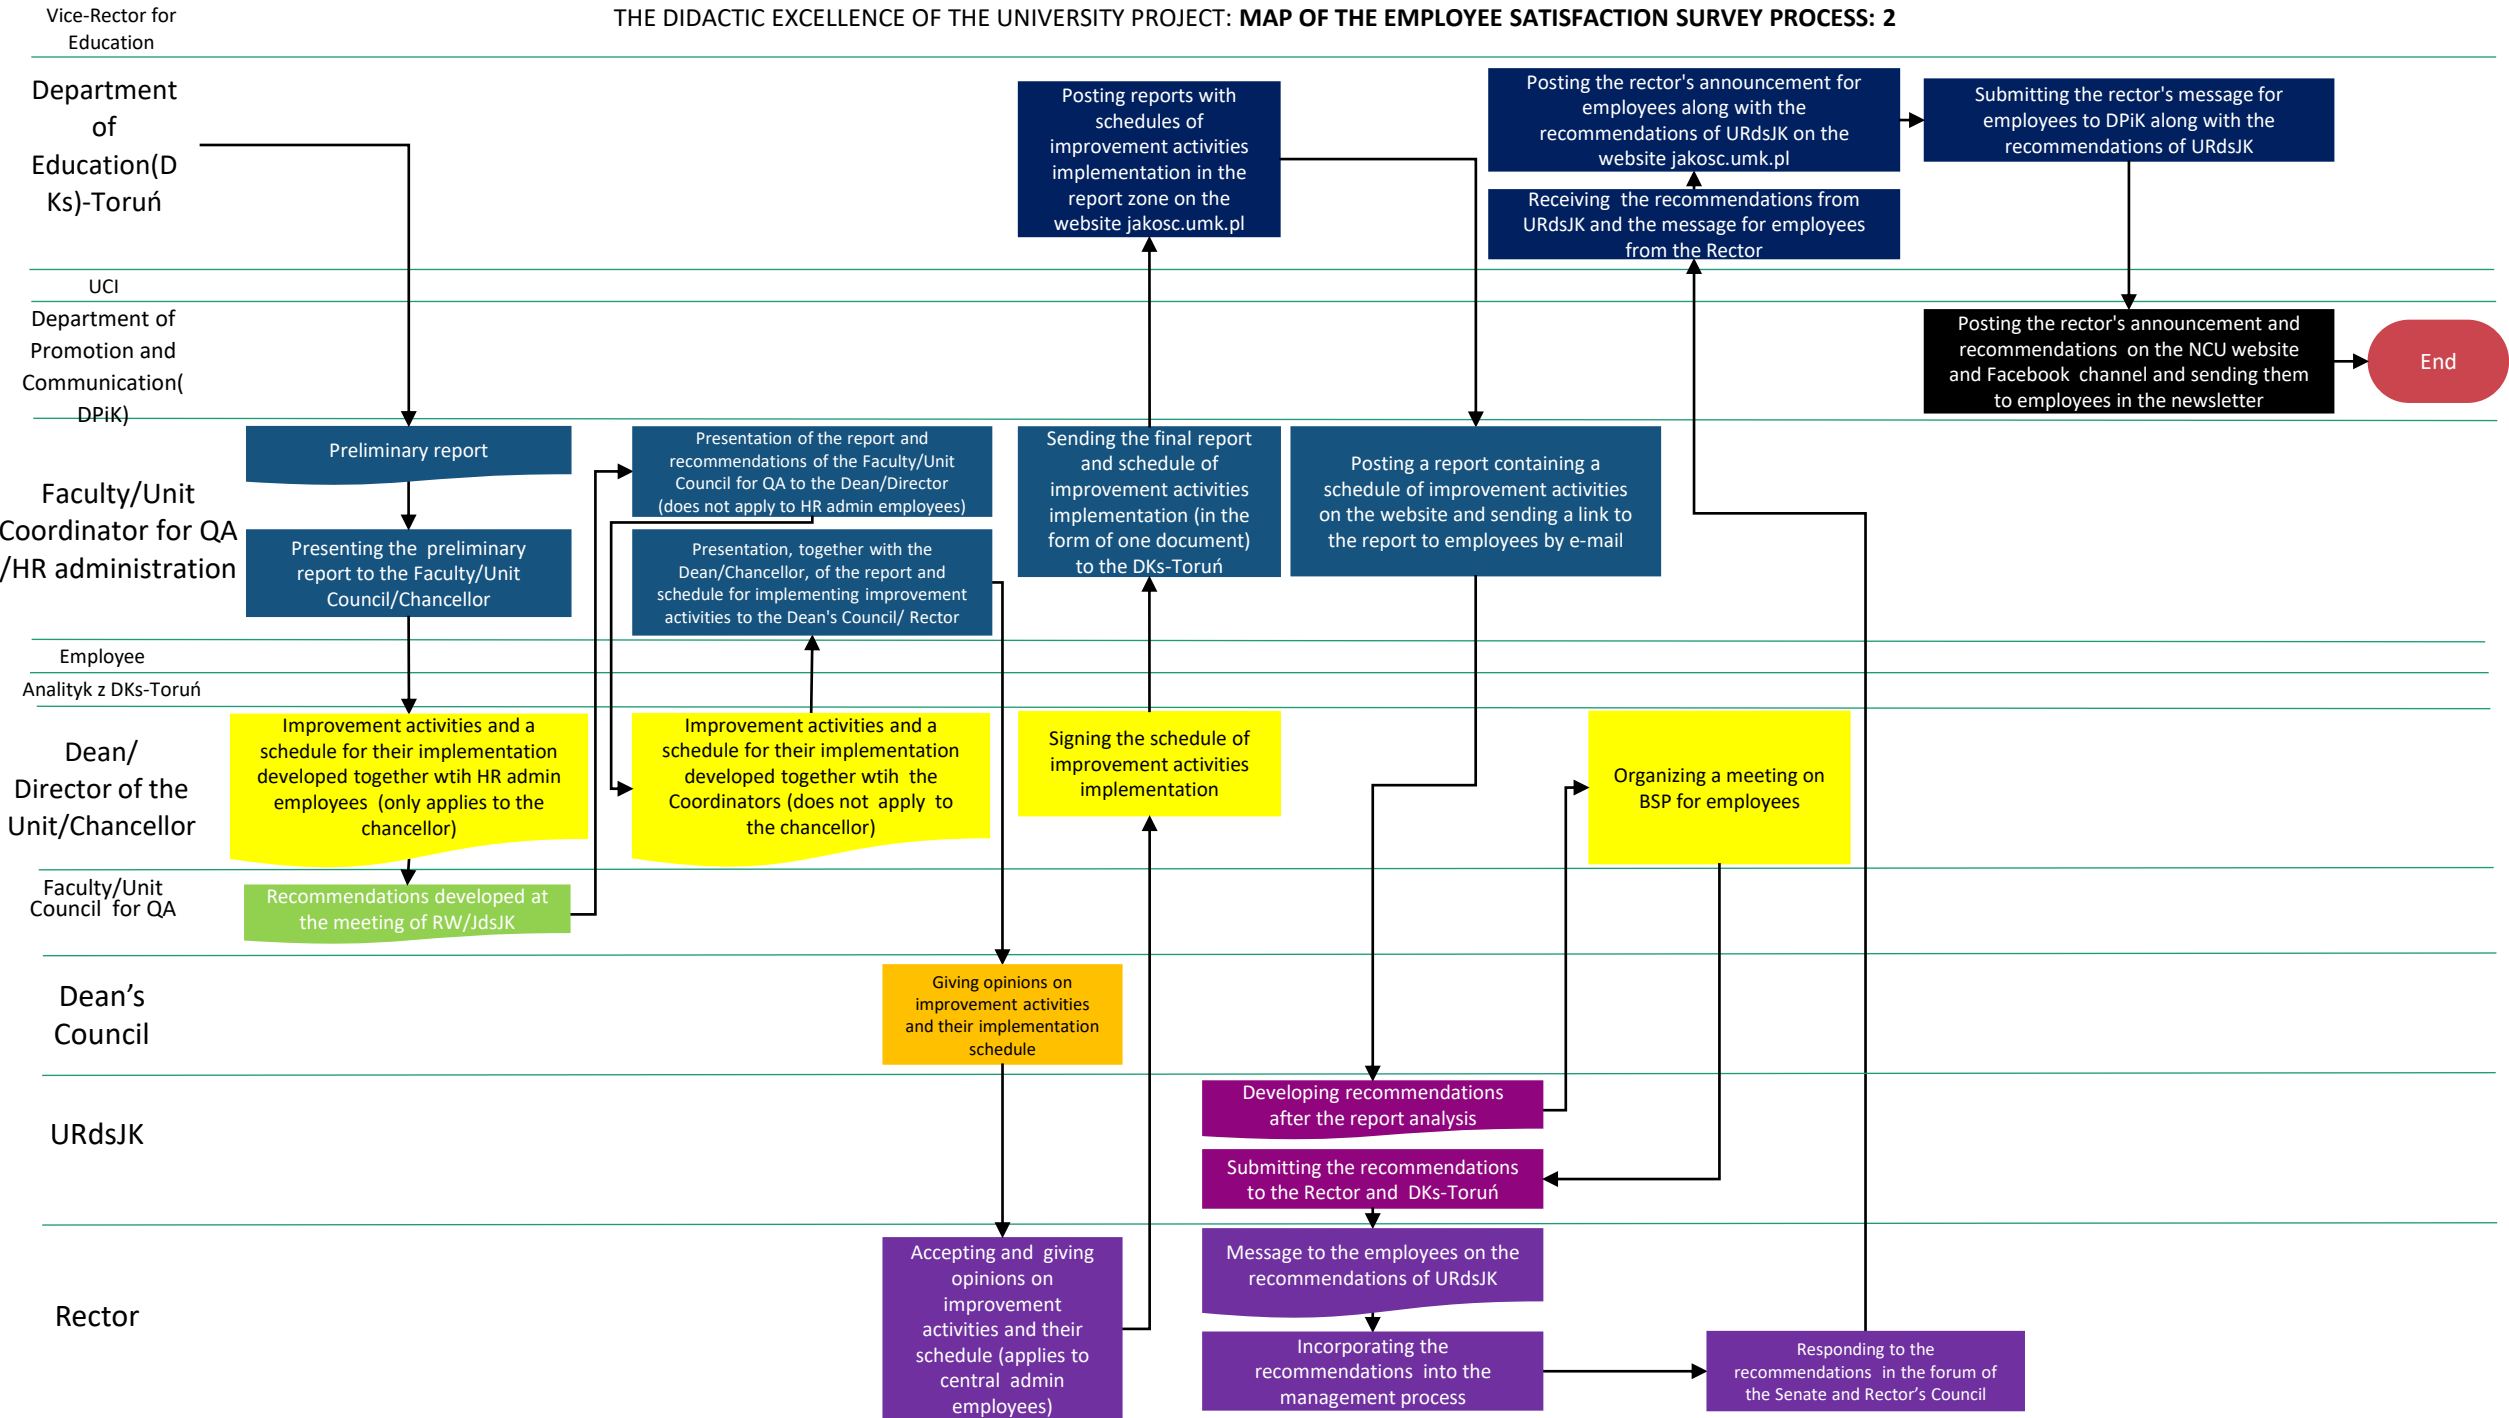 Vice-Rector for
Education
THE DIDACTIC EXCELLENCE OF THE UNIVERSITY PROJECT: MAP OF THE EMPLOYEE SATISFACTION SURVEY PROCESS: 2
Department
of
Education(D
Ks)-Toruń
Posting reports with
schedules of
improvement activities
implementation in the
report zone on the
website jakosc.umk.pl
Posting the rector's announcement for
employees along with the
recommendations of URdsJK on the
website jakosc.umk.pl
Submitting the rector's message for
employees to DPiK along with the
recommendations of URdsJK
Receiving the recommendations from
URdsJK and the message for employees
from the Rector
UCI
Department of
Promotion and
Communication(
DPiK)
Posting the rector's announcement and
recommendations on the NCU website
and Facebook channel and sending them
to employees in the newsletter
End
Faculty/Unit
Coordinator for QA
/HR administration
Preliminary report
Presenting the preliminary
report to the Faculty/Unit
Council/Chancellor
Presentation of the report and
recommendations of the Faculty/Unit
Council for QA to the Dean/Director
(does not apply to HR admin employees)
Presentation, together with the
Dean/Chancellor, of the report and
schedule for implementing improvement
activities to the Dean's Council/ Rector
Sending the final report
and schedule of
improvement activities
implementation (in the
form of one document)
to the DKs-Toruń
Posting a report containing a
schedule of improvement activities
on the website and sending a link to
the report to employees by e-mail
Employee
Analityk z DKs-Toruń
Dean/
Director of the
Unit/Chancellor
Improvement activities and a
schedule for their implementation
developed together wtih HR admin
employees (only applies to the
chancellor)
Improvement activities and a
schedule for their implementation
developed together wtih the
Coordinators (does not apply to
the chancellor)
Signing the schedule of
improvement activities
implementation
Organizing a meeting on
BSP for employees
Faculty/Unit
Council for QA
Recommendations developed at
the meeting of RW/JdsJK
Dean’s
Council
Giving opinions on
improvement activities
and their implementation
schedule
URdsJK
Developing recommendations
after the report analysis
Submitting the recommendations
to the Rector and DKs-Toruń
Rector
Accepting and giving
opinions on
improvement
activities and their
schedule (applies to
central admin
employees)
Message to the employees on the
recommendations of URdsJK
Incorporating the
recommendations into the
management process
Responding to the
recommendations in the forum of
the Senate and Rector’s Council